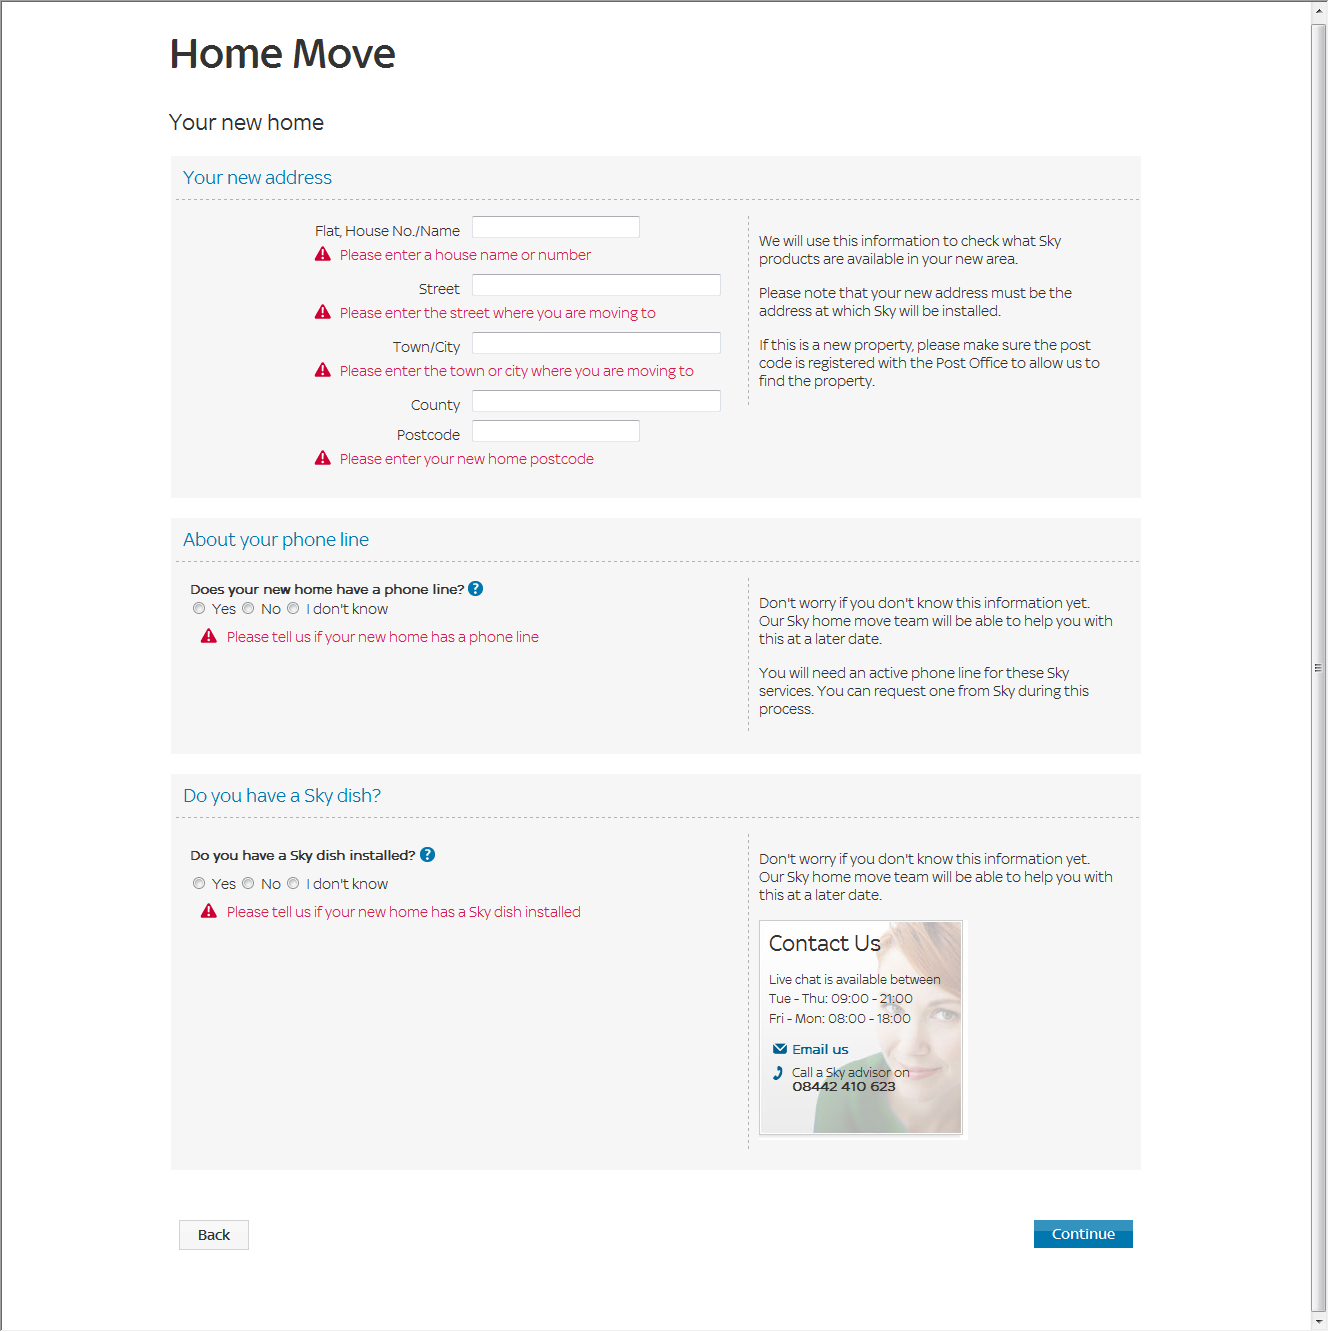 Home Move
Your new home
Your new address
Flat, House No./Name
Please enter a house name or number
Street
Please enter the street where you are moving to
Town/City
Please enter the town or city where you are moving to
County
Postcode
Please enter your new home postcode
We will use this information to check what Sky
products are available in your new area.
Please note that your new address must be the
address at which Sky will be installed.
If this is a new property, please make sure the post
code is registered with the Post Office to allow us to
find the property.
About your phone line
Does your new home have a phone line? ?
Yes No I don't know
Please tell us if your new home has a phone line
Don't worry if you don't know this information yet.
Our Sky home move team will be able to help you with
this at a later date.
You will need an active phone line for these Sky
services. You can request one from Sky during this
process.
Do you have a Sky dish?
Do you have a Sky dish installed? ?
Yes No I don't know
Please tell us if your new home has a Sky dish installed
Don't worry if you don't know this information yet.
Our Sky home move team will be able to help you with
this at a later date.
Contact Us
Live chat is available between
Tue - Thu: 09:00 - 21:00
Fri - Mon: 08:00 - 18:00
Email us
Call a Sky advisor on
08442 410 623
Back
Continue